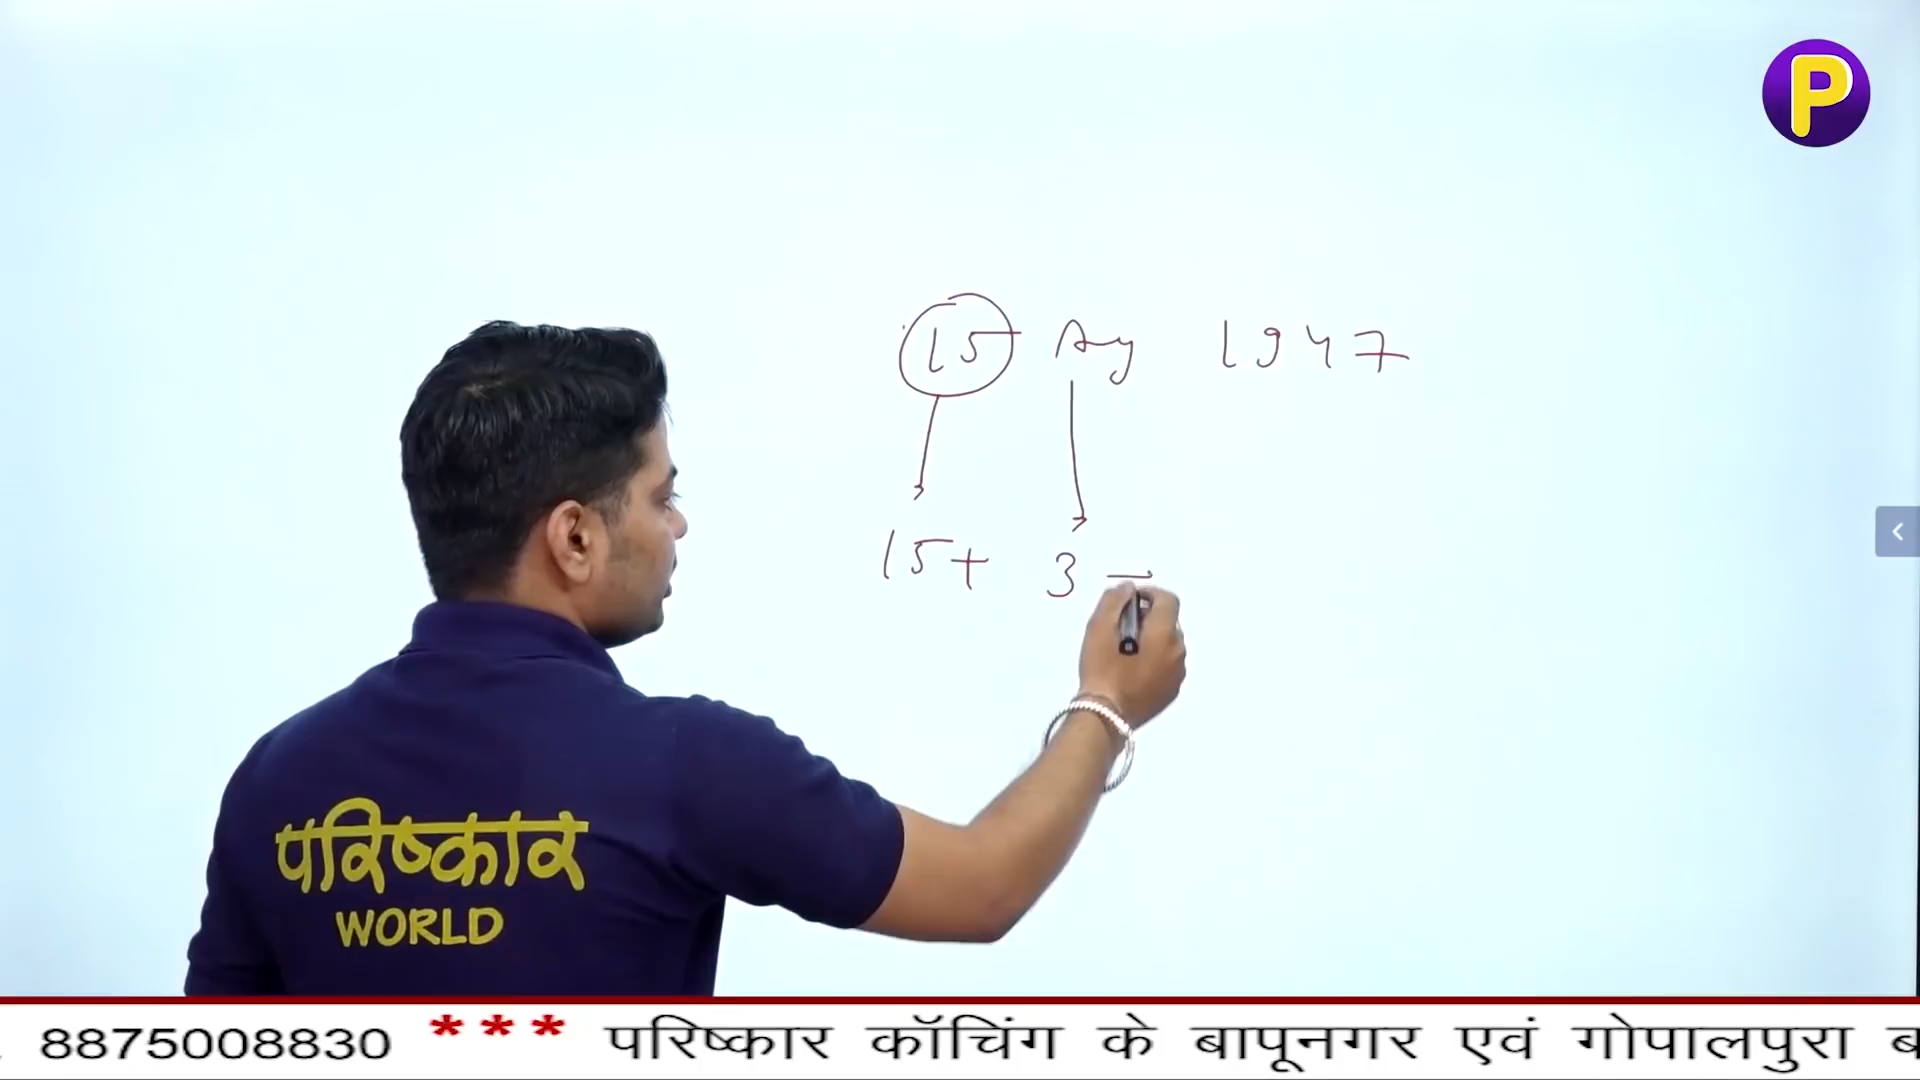 P
15 Aug 1947
15 + 3 =
परिष्कार
WORLD
8875008830 *** परिष्कार कॉचिंग के बापूनगर एवं गोपालपुरा ब